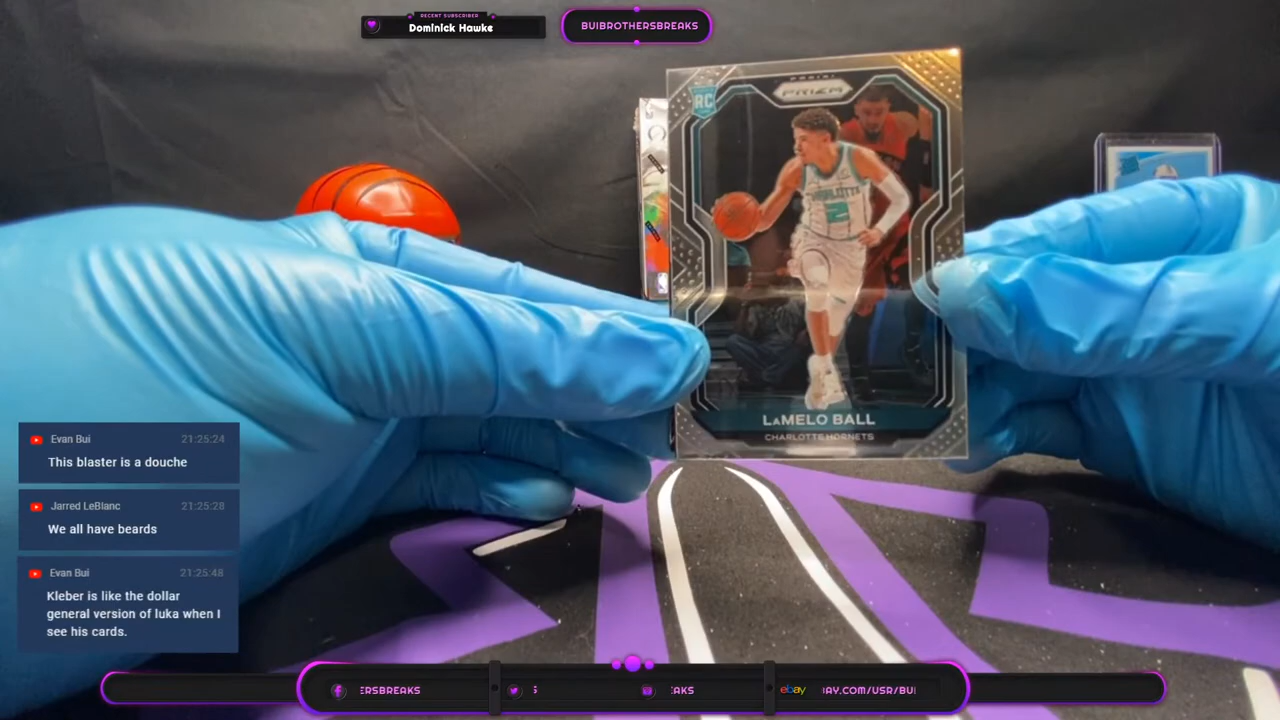 RECENT SUBSCRIBER
Dominick Hawke
BUIBROTHERSBREAKS
PANINI
PRIZM
RC
CHARLOTTE
2
LAMELO BALL
CHARLOTTE HORNETS
Evan Bui 21:25:24
This blaster is a douche
Jarred LeBlanc 21:25:28
We all have beards
Evan Bui 21:25:48
Kleber is like the dollar
general version of luka when I
see his cards.
ERSBREAKS
AKS
ebay
AY.COM/USR/BUI